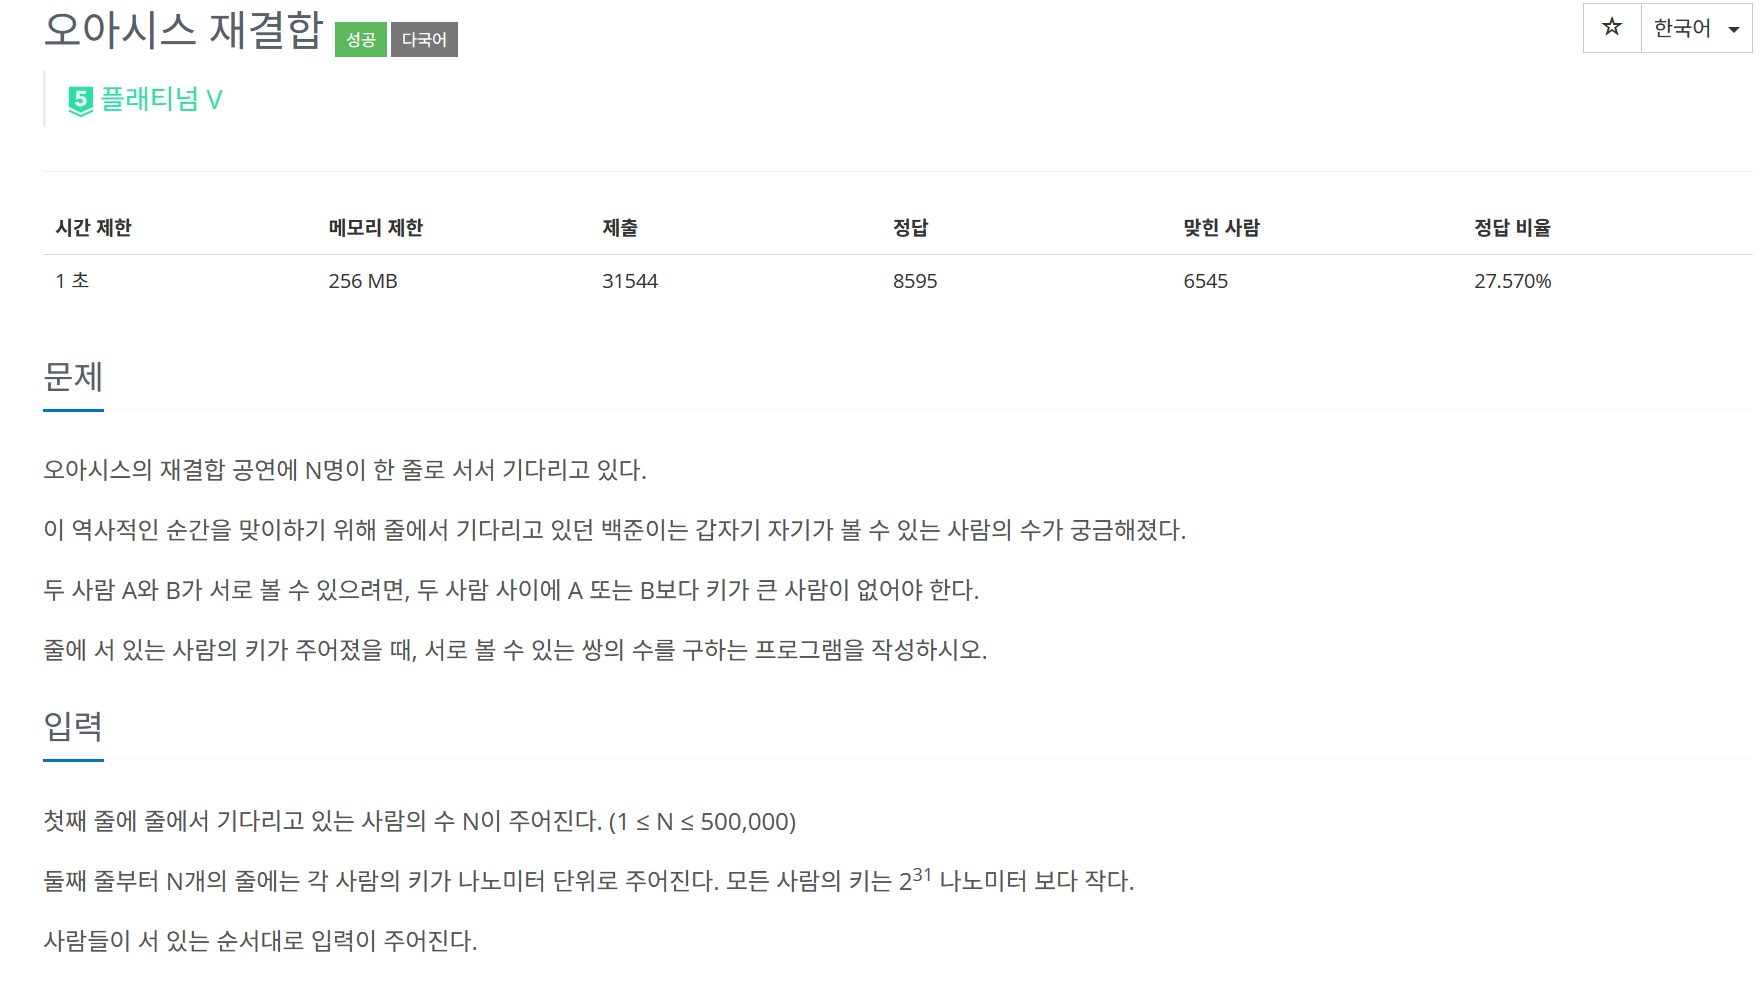 오아시스 재결합 성공 다국어
☆ 한국어
5 플래티넘 V
시간 제한 메모리 제한 제출 정답 맞힌 사람 정답 비율
1 초 256 MB 31544 8595 6545 27.570%
문제
오아시스의 재결합 공연에 N명이 한 줄로 서서 기다리고 있다.
이 역사적인 순간을 맞이하기 위해 줄에서 기다리고 있던 백준이는 갑자기 자기가 볼 수 있는 사람의 수가 궁금해졌다.
두 사람 A와 B가 서로 볼 수 있으려면, 두 사람 사이에 A 또는 B보다 키가 큰 사람이 없어야 한다.
줄에 서 있는 사람의 키가 주어졌을 때, 서로 볼 수 있는 쌍의 수를 구하는 프로그램을 작성하시오.
입력
첫째 줄에 줄에서 기다리고 있는 사람의 수 N이 주어진다. (1 ≤ N ≤ 500,000)
둘째 줄부터 N개의 줄에는 각 사람의 키가 나노미터 단위로 주어진다. 모든 사람의 키는 2³¹ 나노미터 보다 작다.
사람들이 서 있는 순서대로 입력이 주어진다.